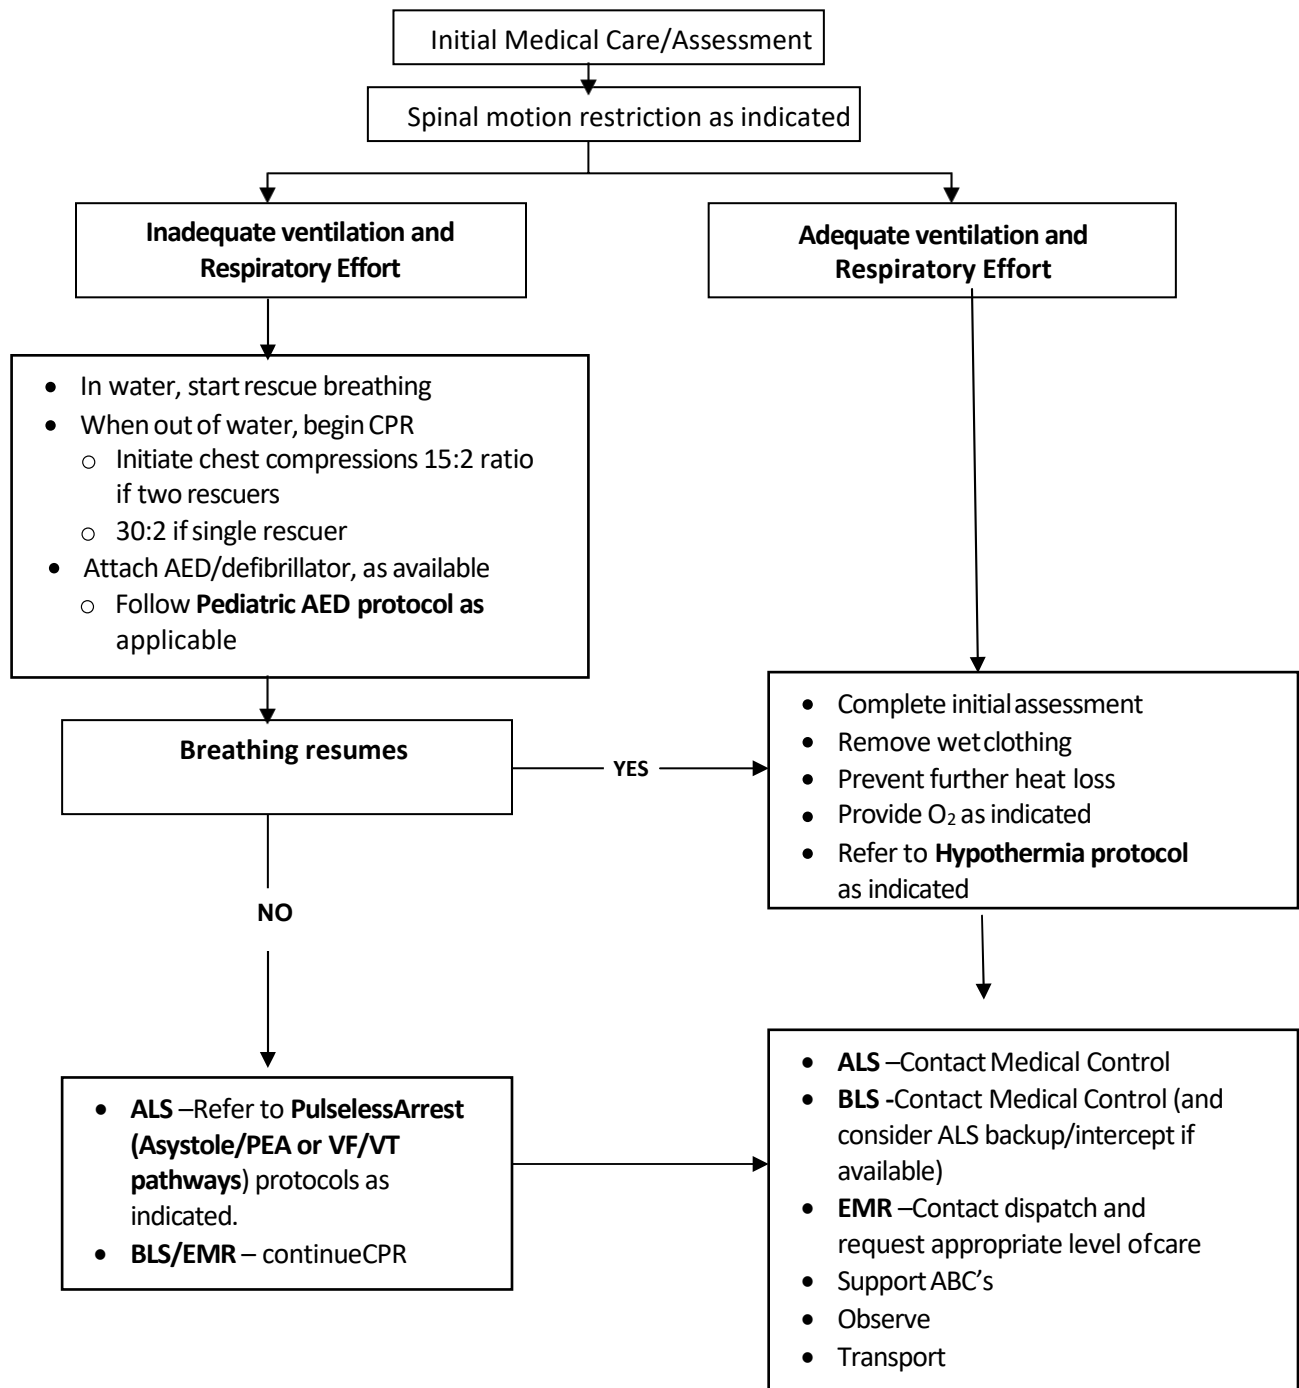 Initial Medical Care/Assessment
Spinal motion restriction as indicated
Inadequate ventilation and
Respiratory Effort
Adequate ventilation and
Respiratory Effort
• In water, start rescue breathing
• When out of water, begin CPR
o Initiate chest compressions 15:2 ratio
if two rescuers
o 30:2 if single rescuer
• Attach AED/defibrillator, as available
o Follow Pediatric AED protocol as
applicable
Breathing resumes
YES
• Complete initial assessment
• Remove wet clothing
• Prevent further heat loss
• Provide O₂ as indicated
• Refer to Hypothermia protocol
as indicated
NO
• ALS –Refer to PulselessArrest
(Asystole/PEA or VF/VT
pathways) protocols as
indicated.
• BLS/EMR – continueCPR
• ALS –Contact Medical Control
• BLS -Contact Medical Control (and
consider ALS backup/intercept if
available)
• EMR –Contact dispatch and
request appropriate level of care
• Support ABC’s
• Observe
• Transport